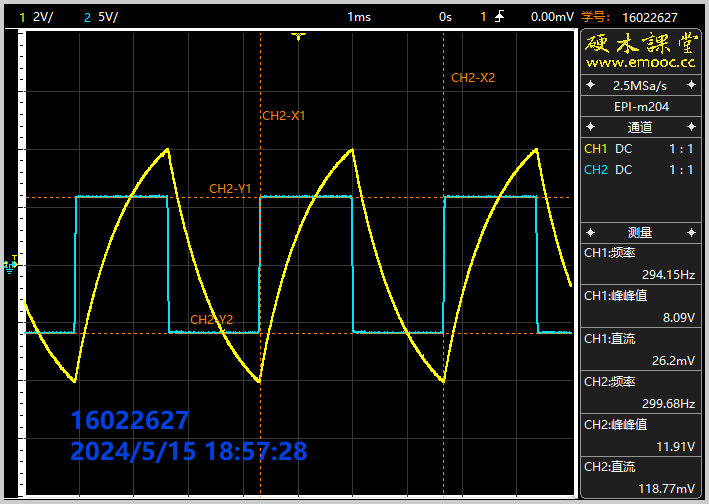 1 2V/ 2 5V/ 1ms 0s 1 0.00mV 学号: 16022627
硬木課堂
www.emooc.cc
2.5MSa/s
EPI-m204
通道
CH1 DC 1 : 1
CH2 DC 1 : 1
测量
CH1:频率
294.15Hz
CH1:峰峰值
8.09V
CH1:直流
26.2mV
CH2:频率
299.68Hz
CH2:峰峰值
11.91V
CH2:直流
118.77mV
CH2-X2
CH2-X1
CH2-Y1
T
CH2-Y2
16022627
2024/5/15 18:57:28